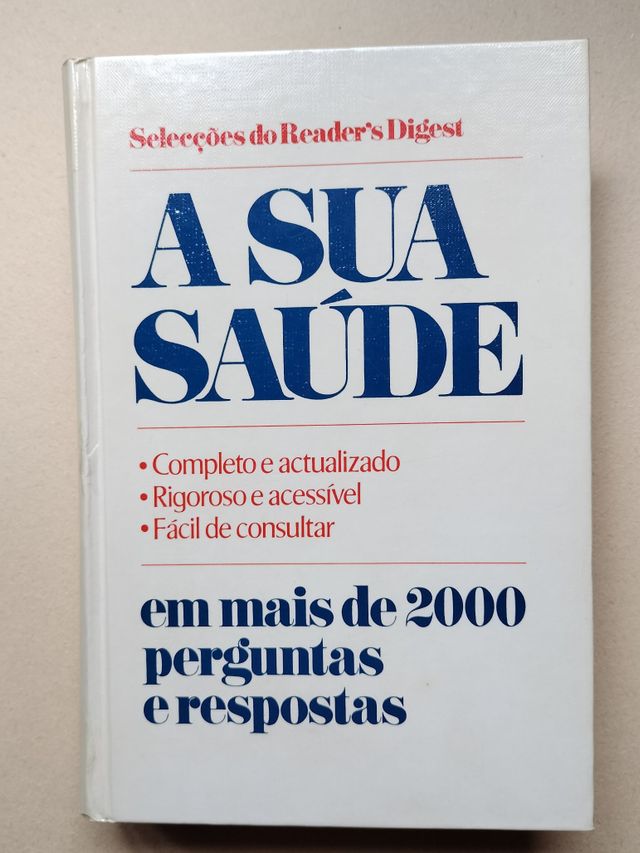 Selecções do Reader's Digest
A SUA
SAÚDE
• Completo e actualizado
• Rigoroso e acessível
• Fácil de consultar
em mais de 2000
perguntas
e respostas